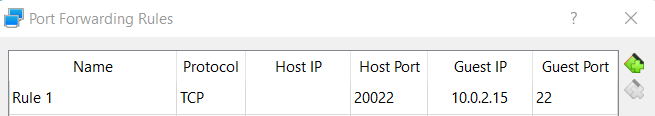 Port Forwarding Rules
Name Protocol Host IP Host Port Guest IP Guest Port
Rule 1 TCP 20022 10.0.2.15 22